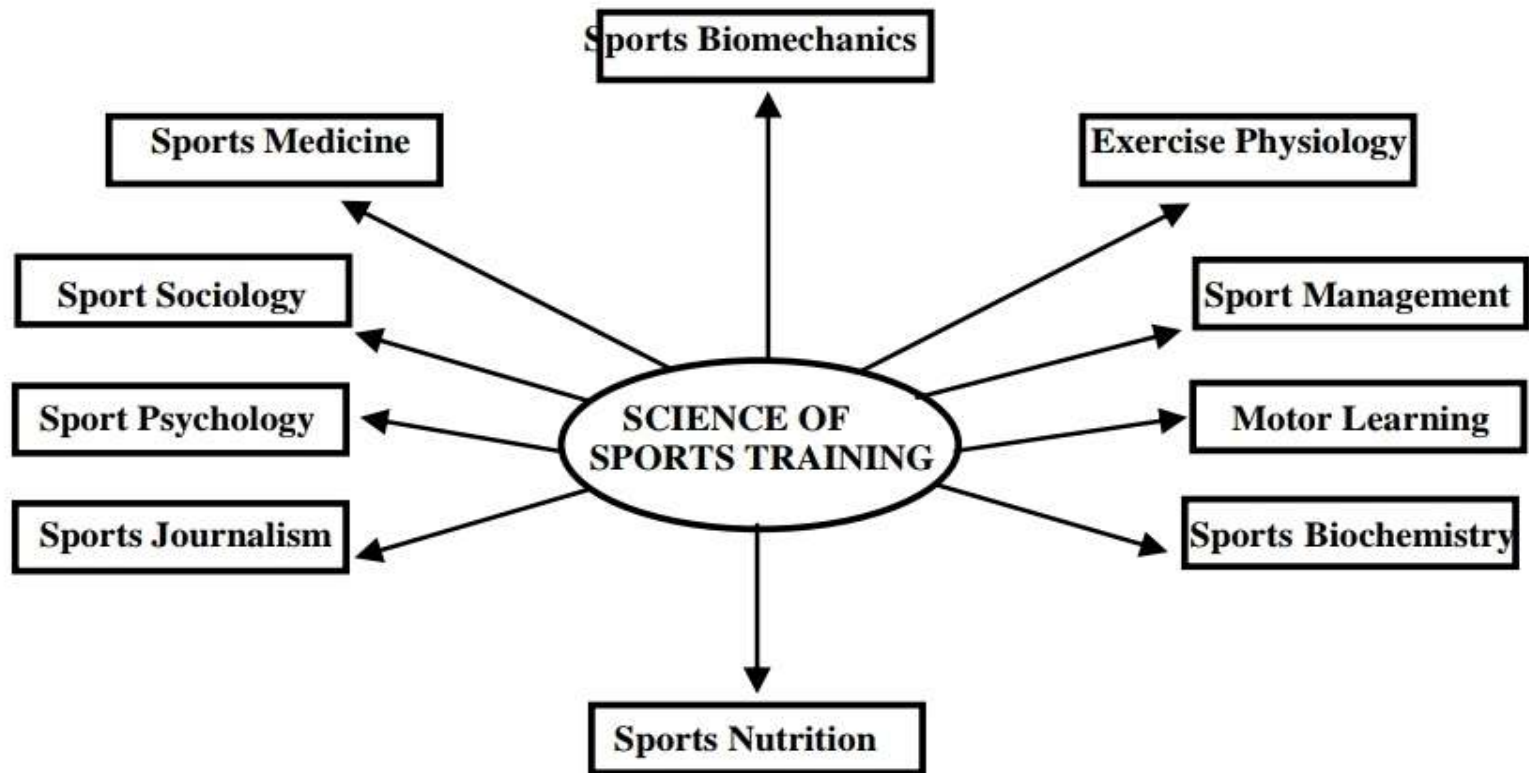 Sports Biomechanics
Sports Medicine
Exercise Physiology
Sport Sociology
Sport Management
Sport Psychology
SCIENCE OF
SPORTS TRAINING
Motor Learning
Sports Journalism
Sports Biochemistry
Sports Nutrition